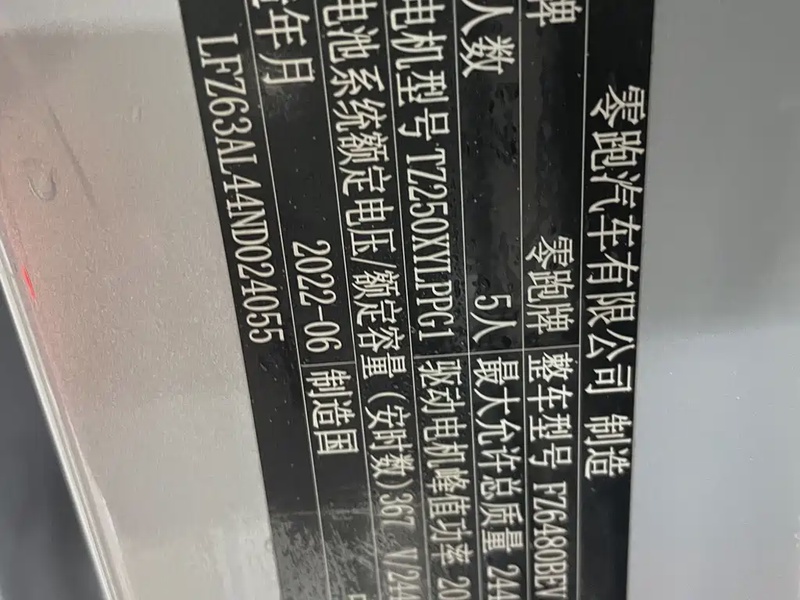 零跑汽车有限公司 制造
牌 零跑牌 整车型号 FZ6480BEV
人数 5人 最大允许总质量 244
电机型号 TZ250XY1PPG1 驱动电机峰值功率 20
电池系统额定电压/额定容量(安时数)367 V/244
年月 2022-06 制造国
LFZ63AL44ND024055